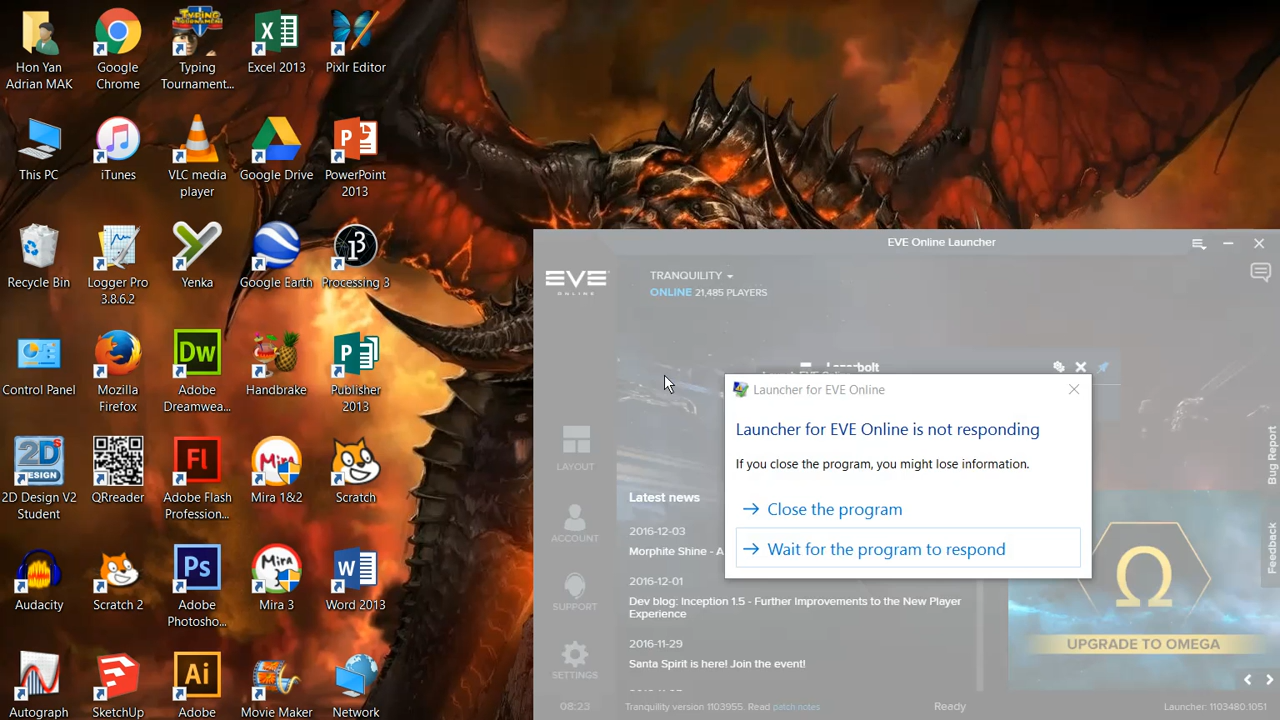 Hon Yan
Adrian MAK
Google
Chrome
Typing
Tournament...
Excel 2013
Pixlr Editor
This PC
iTunes
VLC media
player
Google Drive
PowerPoint
2013
Recycle Bin
Logger Pro
3.8.6.2
Yenka
Google Earth
Processing 3
Control Panel
Mozilla
Firefox
Adobe
Dreamwea...
Handbrake
Publisher
2013
2D Design V2
Student
QRreader
Adobe Flash
Profession...
Mira 1&2
Scratch
Audacity
Scratch 2
Adobe
Photosho...
Mira 3
Word 2013
Autograph
SketchUp
Adobe
Movie Maker
Network
EVE Online Launcher
EVE
ONLINE
TRANQUILITY
ONLINE 21,485 PLAYERS
LAYOUT
ACCOUNT
SUPPORT
SETTINGS
08:23
Launcher for EVE Online
Launcher for EVE Online is not responding
If you close the program, you might lose information.
Close the program
Wait for the program to respond
Latest news
2016-12-03
Morphite Shine - A
2016-12-01
Dev blog: Inception 1.5 - Further Improvements to the New Player
Experience
2016-11-29
Santa Spirit is here! Join the event!
Bug Report
Feedback
UPGRADE TO OMEGA
Tranquility version 1103955. Read patch notes
Ready
Launcher: 1103480.1051